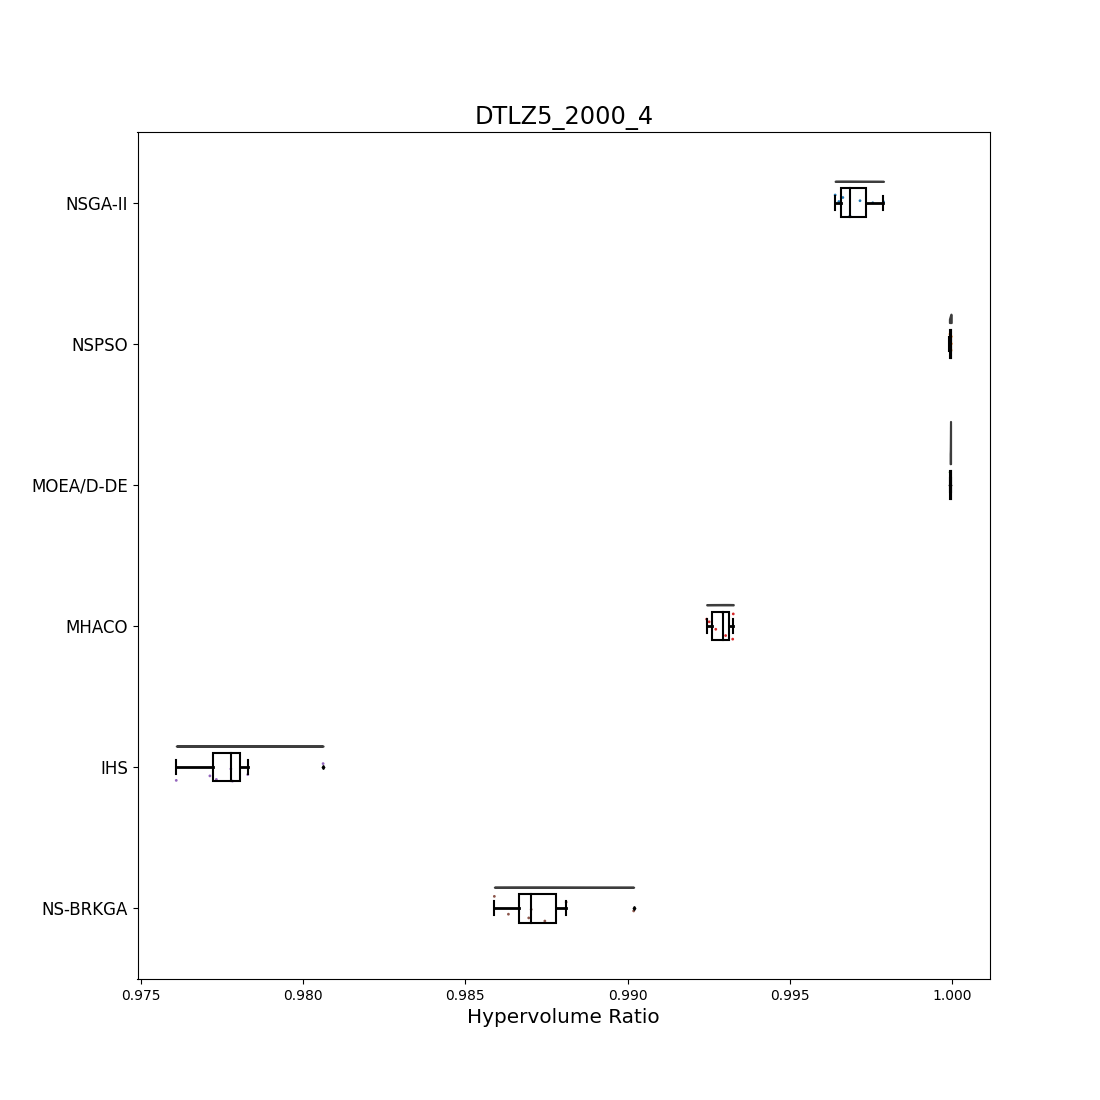 DTLZ5_2000_4
NSGA-II
NSPSO
MOEA/D-DE
MHACO
IHS
NS-BRKGA
0.975 0.980 0.985 0.990 0.995 1.000
Hypervolume Ratio